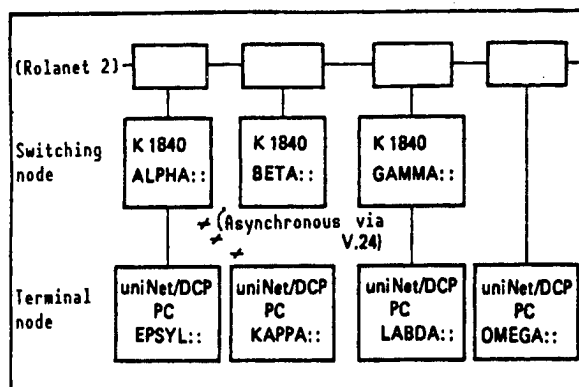 (Rolanet 2)
Switching node
K 1840
ALPHA::
K 1840
BETA::
K 1840
GAMMA::
(Asynchronous via
V.24)
Terminal node
uniNet/DCP
PC
EPSYL::
uniNet/DCP
PC
KAPPA::
uniNet/DCP
PC
LABDA::
uniNet/DCP
PC
OMEGA::